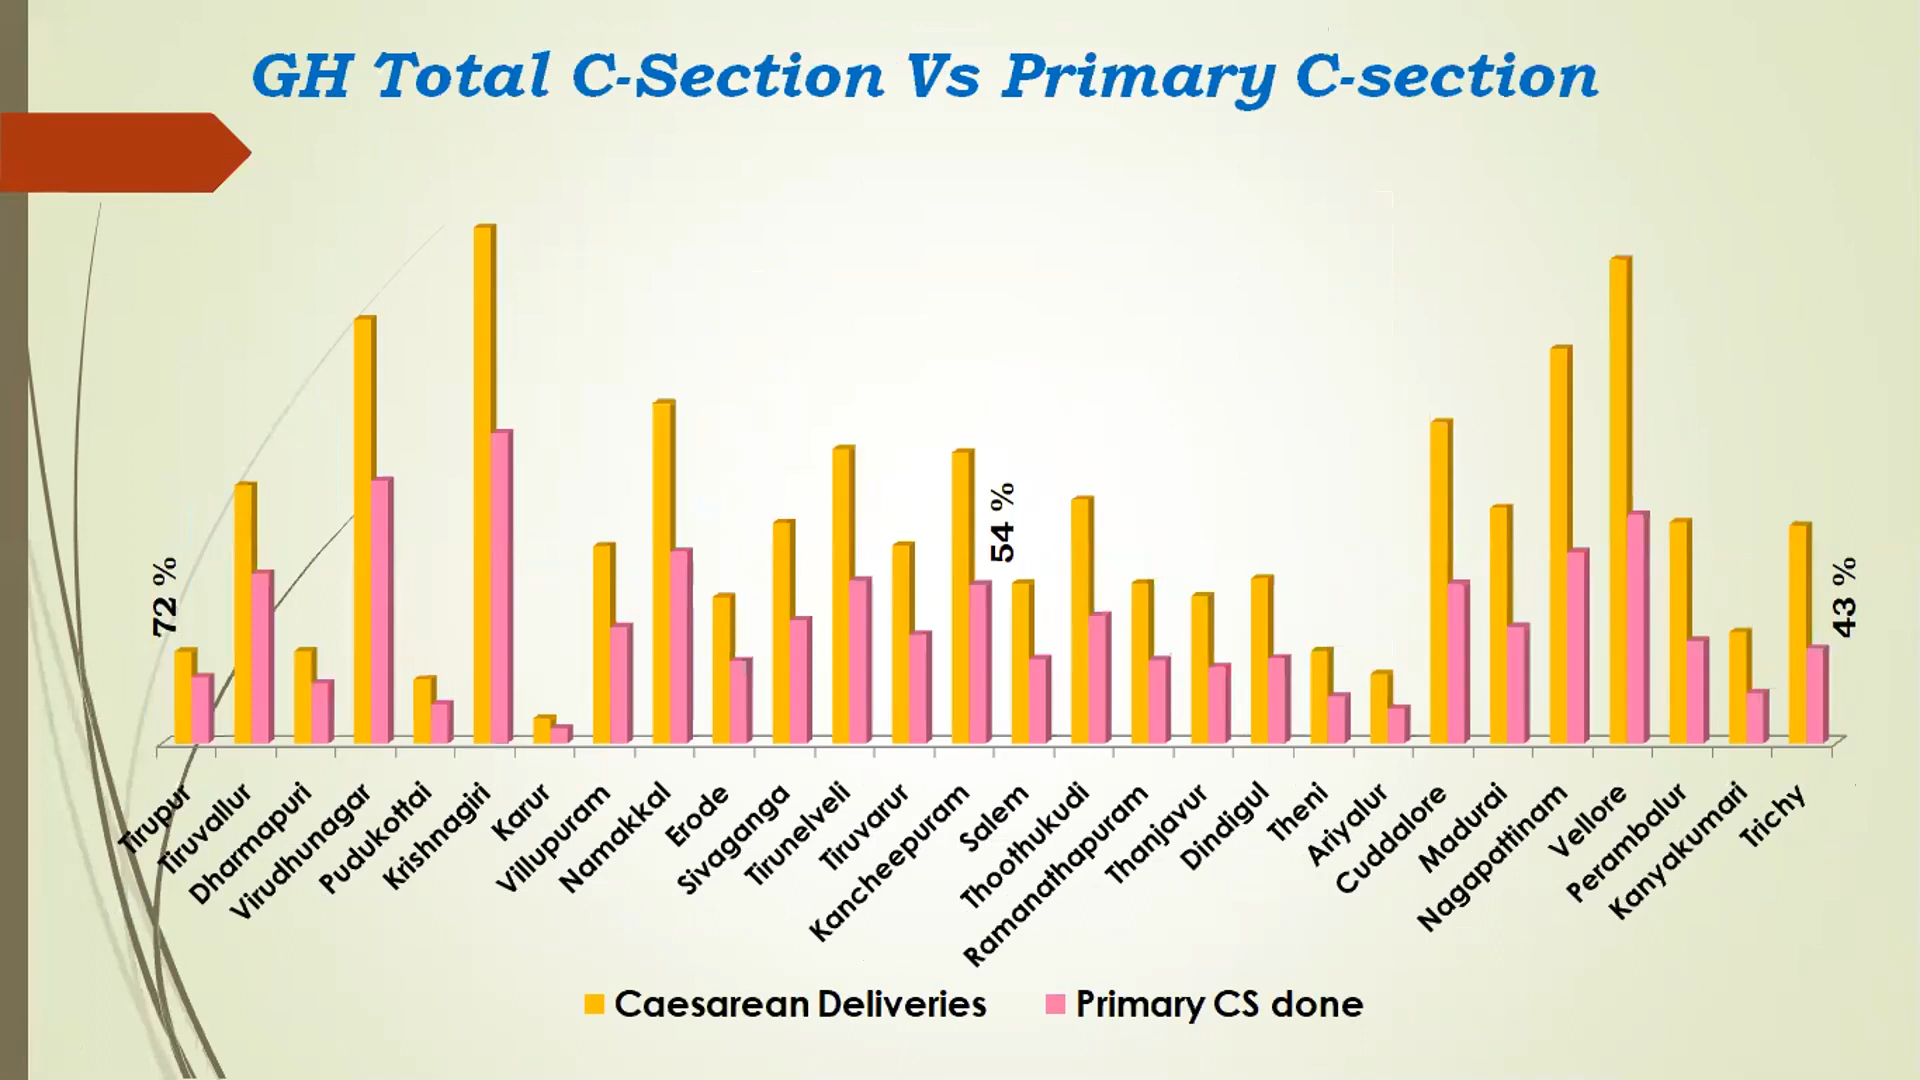 GH Total C-Section Vs Primary C-section
72 %
54 %
43 %
Tirupur
Tiruvallur
Dharmapuri
Virudhunagar
Pudukottai
Krishnagiri
Karur
Villupuram
Namakkal
Erode
Sivaganga
Tirunelveli
Tiruvarur
Kancheepuram
Salem
Thoothukudi
Ramanathapuram
Thanjavur
Dindigul
Theni
Ariyalur
Cuddalore
Madurai
Nagapattinam
Vellore
Perambalur
Kanyakumari
Trichy
Caesarean Deliveries
Primary CS done